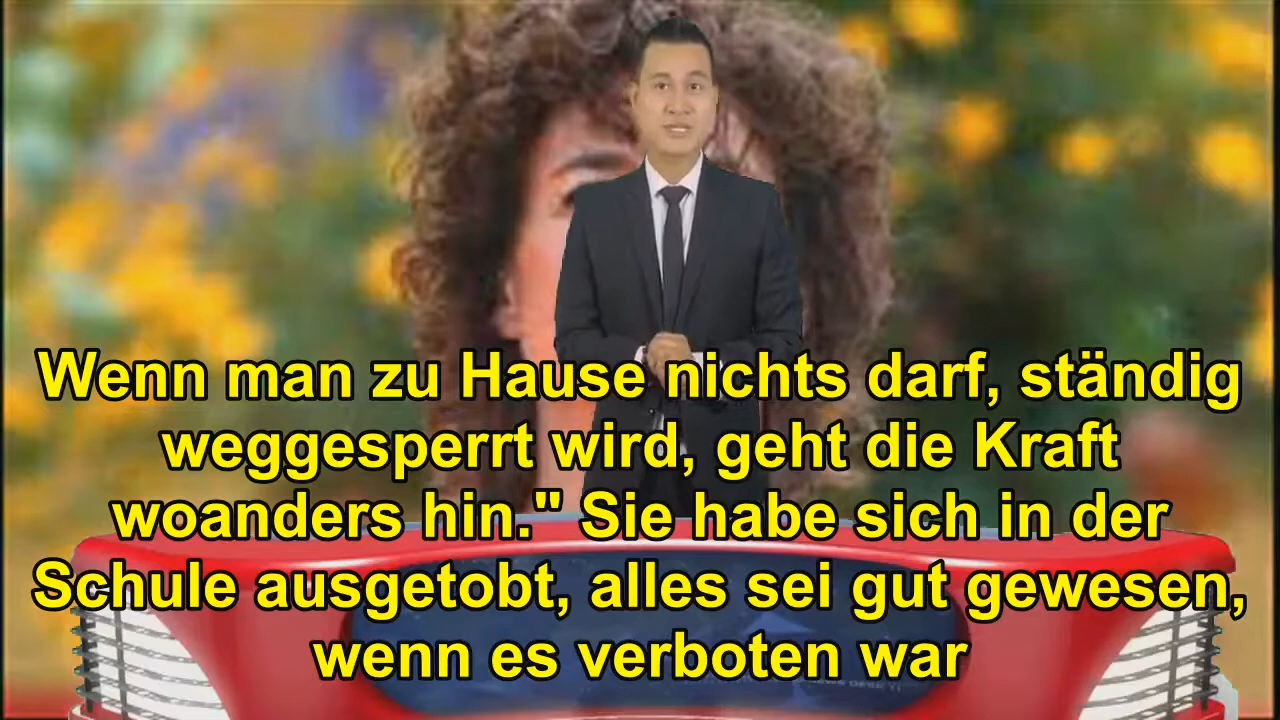 Wenn man zu Hause nichts darf, ständig
weggesperrt wird, geht die Kraft
woanders hin." Sie habe sich in der
Schule ausgetobt, alles sei gut gewesen,
wenn es verboten war